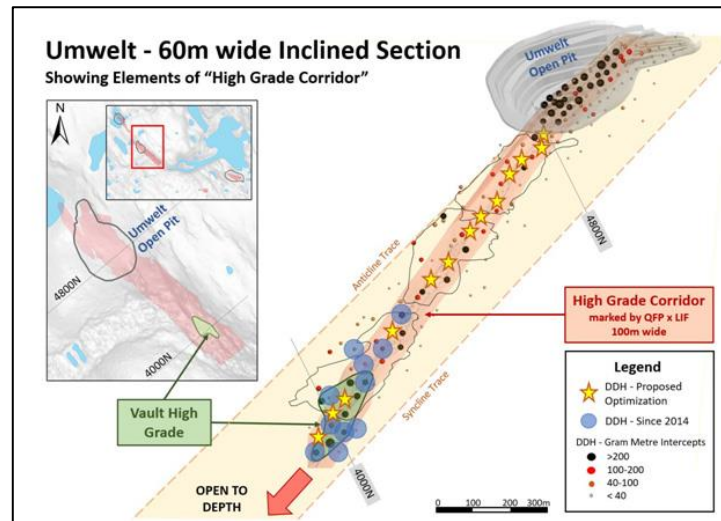 Umwelt - 60m wide Inclined Section
Showing Elements of “High Grade Corridor”
Umwelt
Open Pit
N
Umwelt
Open Pit
4800N
4000N
Vault High
Grade
Anticline Trace
Syncline Trace
4800N
4000N
High Grade Corridor
marked by QFP x LIF
100m wide
OPEN TO
DEPTH
Legend
DDH - Proposed
Optimization
DDH - Since 2014
DDH - Gram Metre Intercepts
>200
100-200
40-100
< 40
0 100 200 300m